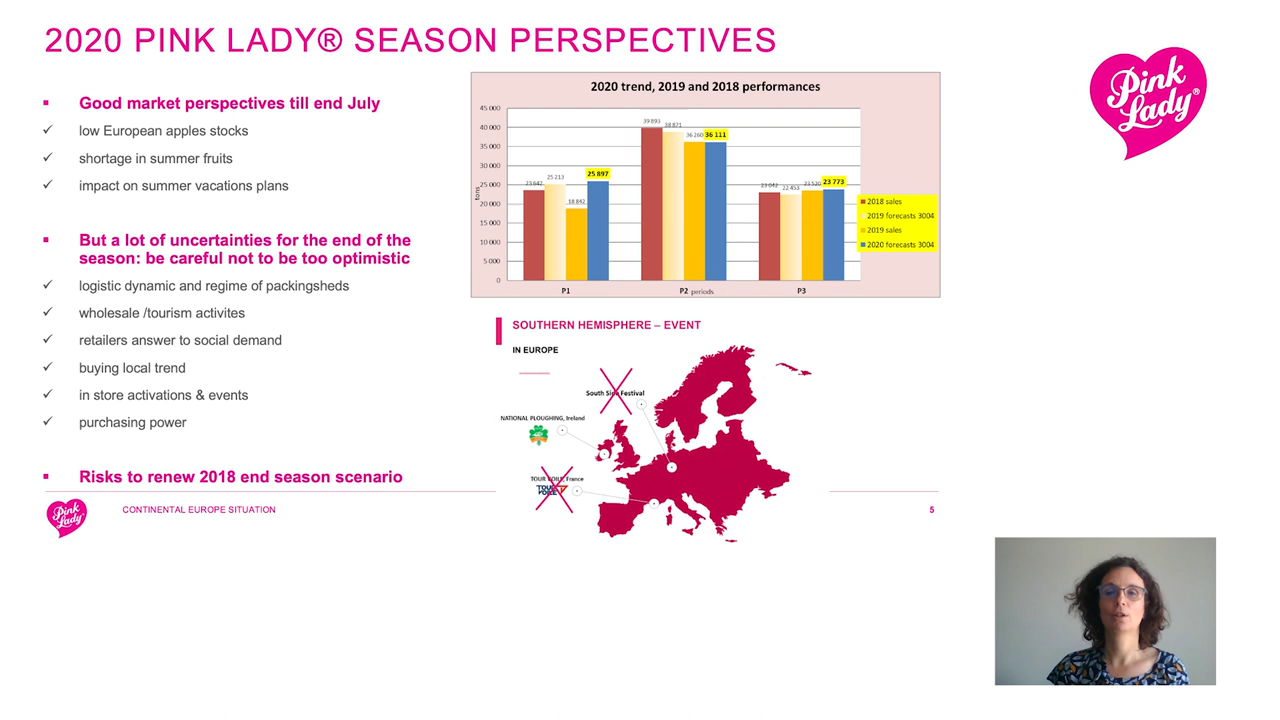 2020 PINK LADY® SEASON PERSPECTIVES
Good market perspectives till end July
low European apples stocks
shortage in summer fruits
impact on summer vacations plans
But a lot of uncertainties for the end of the
season: be careful not to be too optimistic
logistic dynamic and regime of packingsheds
wholesale /tourism activites
retailers answer to social demand
buying local trend
in store activations & events
purchasing power
Risks to renew 2018 end season scenario
2020 trend, 2019 and 2018 performances
45 000
40 000
35 000
30 000
25 000
20 000
15 000
10 000
5 000
0
tons
23 642
25 213
18 842
25 897
39 893
38 871
36 260
36 111
23 042
22 453
23 520
23 773
P1
P2
periods
P3
2018 sales
2019 forecasts 3004
2019 sales
2020 forecasts 3004
SOUTHERN HEMISPHERE – EVENT
IN EUROPE
South Side Festival
NATIONAL PLOUGHING, Ireland
TOUR VOILE, France
TOUR VOILE
Pink
Lady®
CONTINENTAL EUROPE SITUATION
5
Pink
Lady®